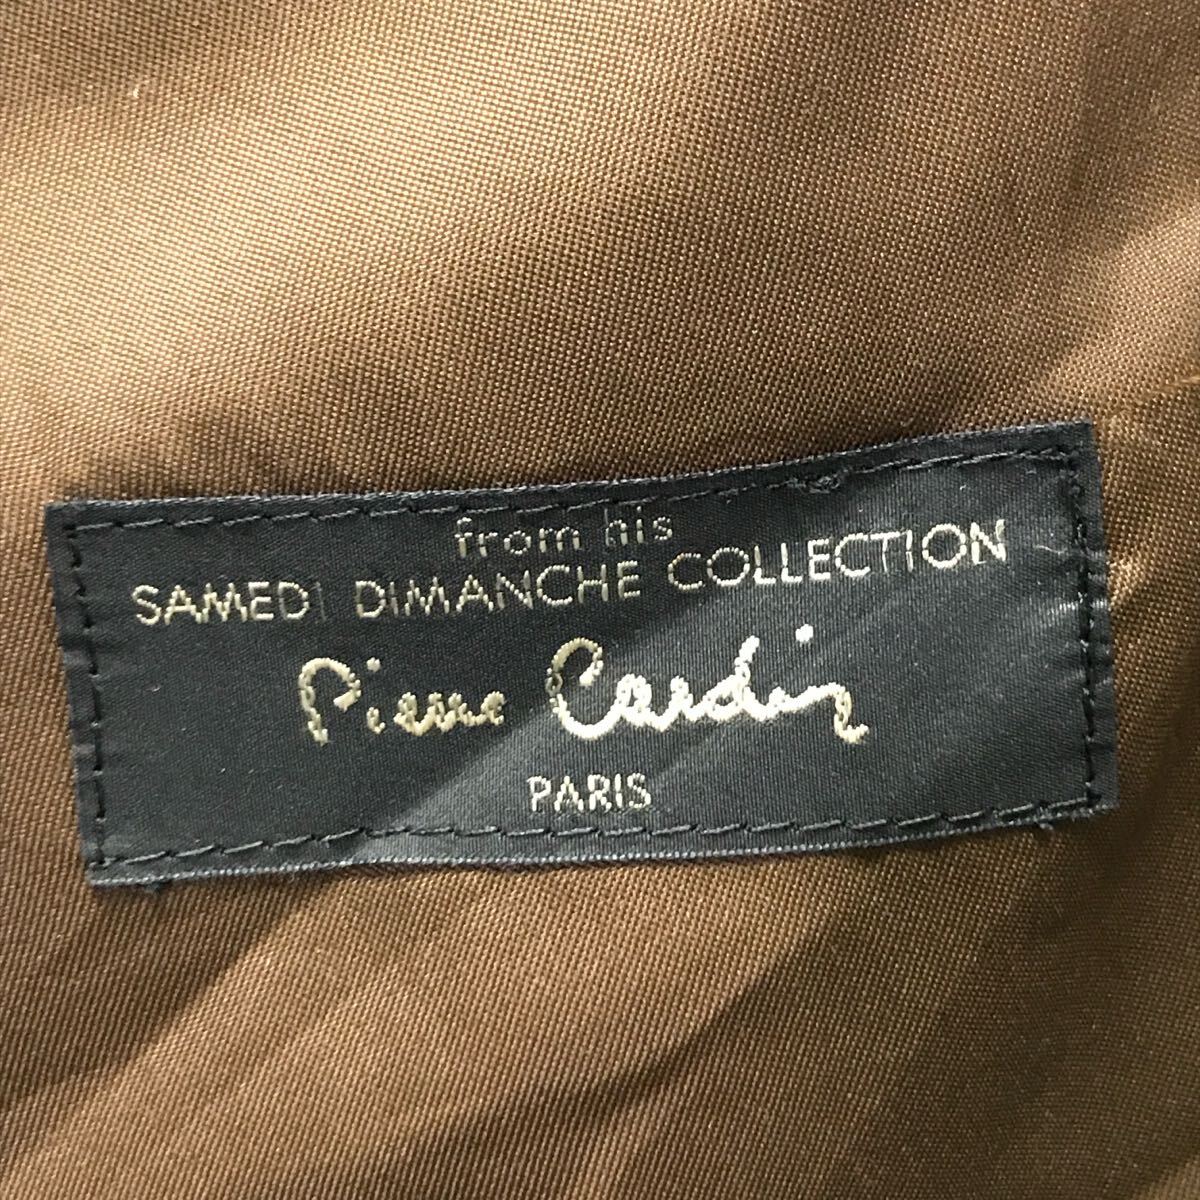 from his
SAMEDI DIMANCHE COLLECTION
Pierre Cardin
PARIS